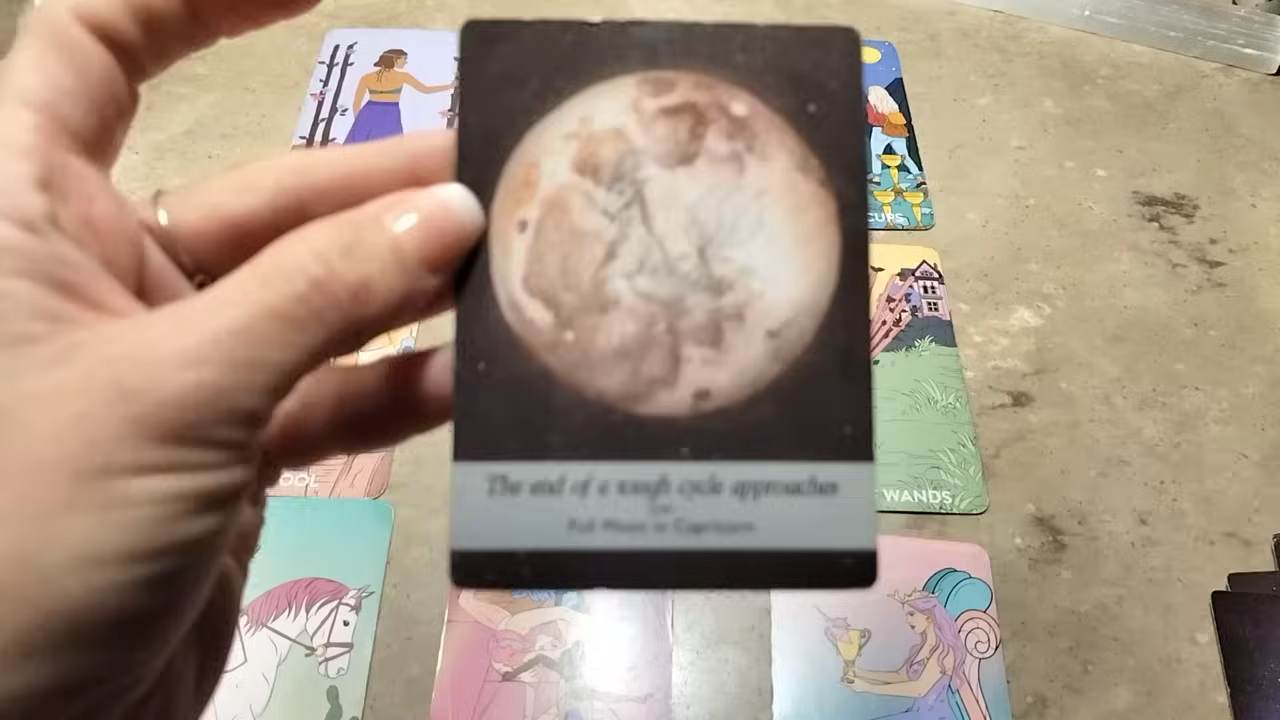 CUPS
The end of a tough cycle approaches
Full Moon in Capricorn
OOL
WANDS